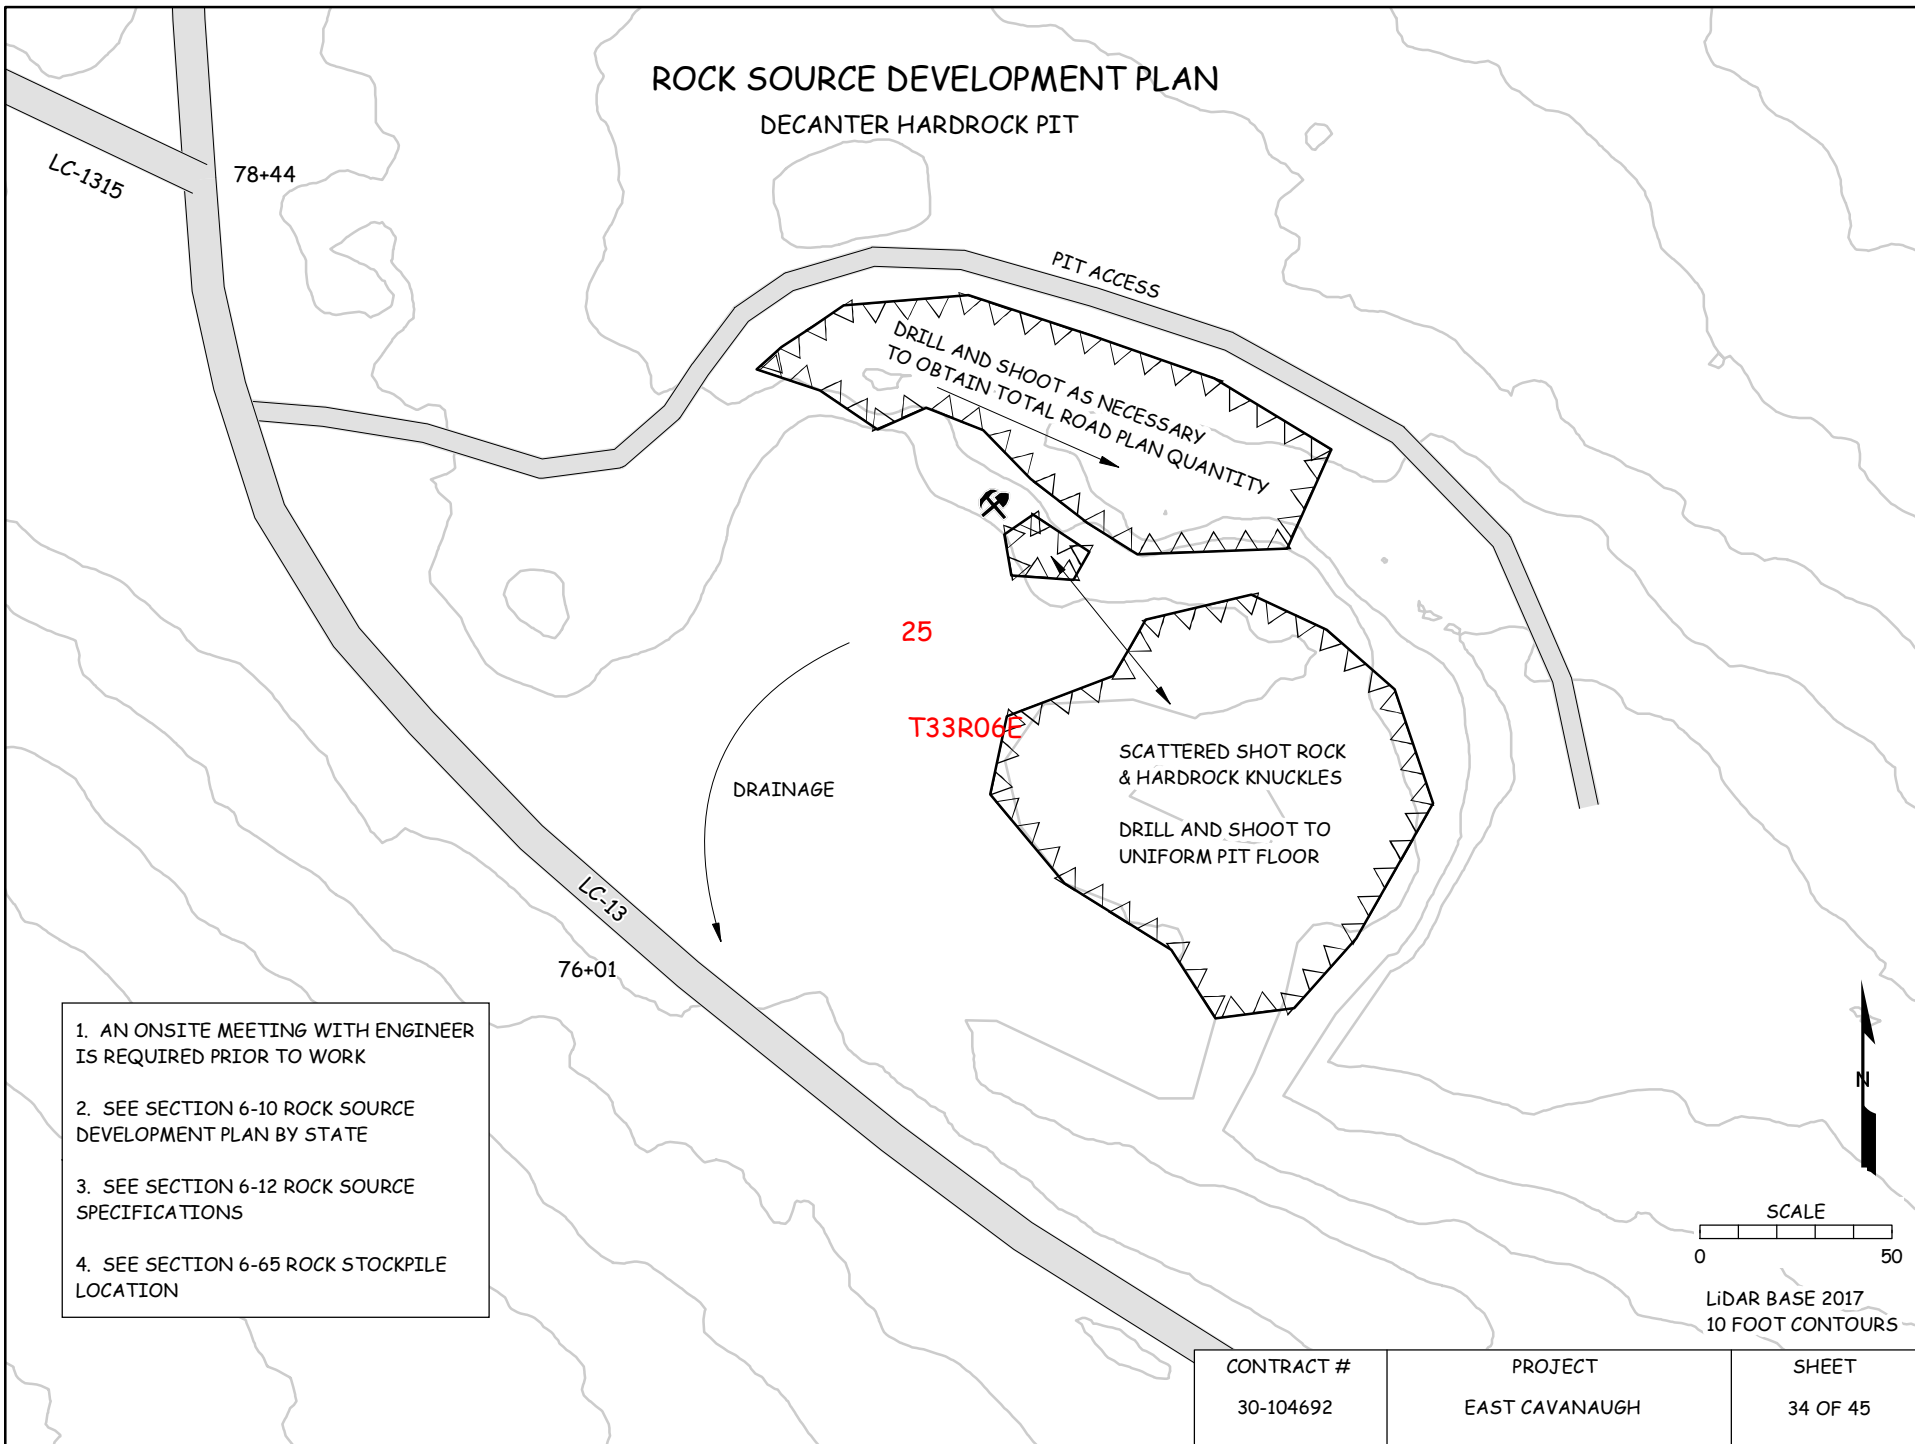 ROCK SOURCE DEVELOPMENT PLAN
DECANTER HARDROCK PIT
LC-1315
78+44
PIT ACCESS
DRILL AND SHOOT AS NECESSARY
TO OBTAIN TOTAL ROAD PLAN QUANTITY
25
T33R06E
DRAINAGE
SCATTERED SHOT ROCK
& HARDROCK KNUCKLES
DRILL AND SHOOT TO
UNIFORM PIT FLOOR
LC-13
76+01
1. AN ONSITE MEETING WITH ENGINEER
IS REQUIRED PRIOR TO WORK
2. SEE SECTION 6-10 ROCK SOURCE
DEVELOPMENT PLAN BY STATE
3. SEE SECTION 6-12 ROCK SOURCE
SPECIFICATIONS
4. SEE SECTION 6-65 ROCK STOCKPILE
LOCATION
N
SCALE
0 50
LiDAR BASE 2017
10 FOOT CONTOURS
CONTRACT # PROJECT SHEET
30-104692 EAST CAVANAUGH 34 OF 45